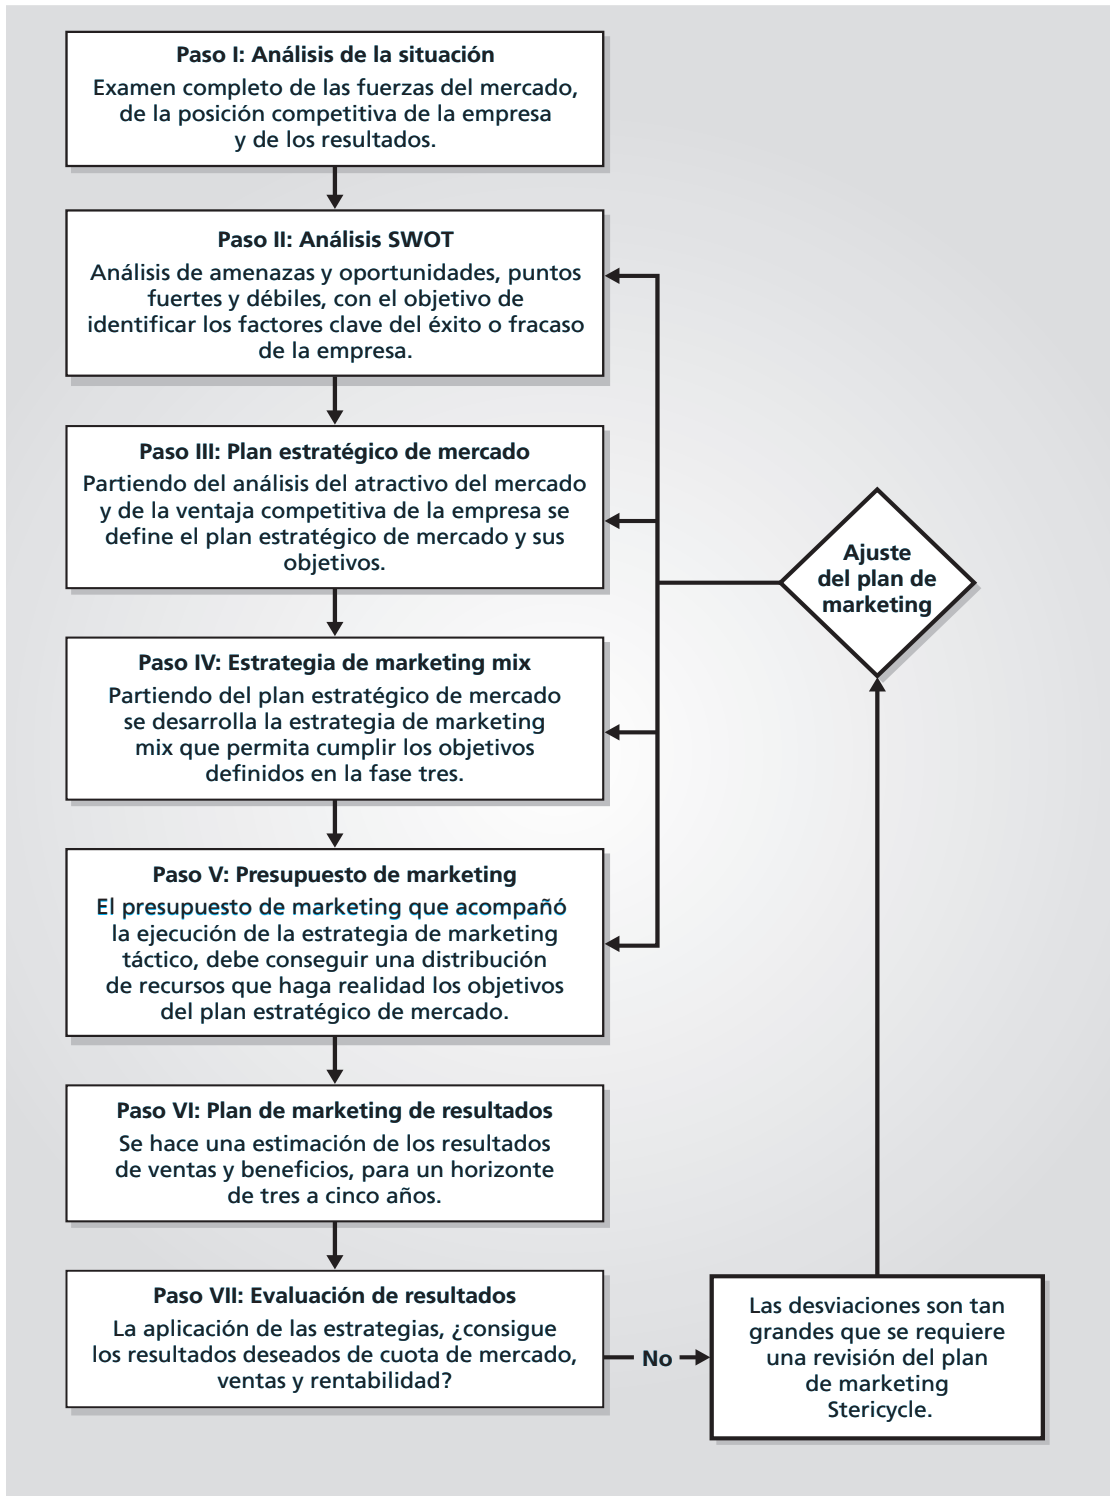 Paso I: Análisis de la situación
Examen completo de las fuerzas del mercado,
de la posición competitiva de la empresa
y de los resultados.
Paso II: Análisis SWOT
Análisis de amenazas y oportunidades, puntos
fuertes y débiles, con el objetivo de
identificar los factores clave del éxito o fracaso
de la empresa.
Paso III: Plan estratégico de mercado
Partiendo del análisis del atractivo del mercado
y de la ventaja competitiva de la empresa se
define el plan estratégico de mercado y sus
objetivos.
Ajuste
del plan de
marketing
Paso IV: Estrategia de marketing mix
Partiendo del plan estratégico de mercado
se desarrolla la estrategia de marketing
mix que permita cumplir los objetivos
definidos en la fase tres.
Paso V: Presupuesto de marketing
El presupuesto de marketing que acompañó
la ejecución de la estrategia de marketing
táctico, debe conseguir una distribución
de recursos que haga realidad los objetivos
del plan estratégico de mercado.
Paso VI: Plan de marketing de resultados
Se hace una estimación de los resultados
de ventas y beneficios, para un horizonte
de tres a cinco años.
Paso VII: Evaluación de resultados
La aplicación de las estrategias, ¿consigue
los resultados deseados de cuota de mercado,
ventas y rentabilidad?
No
Las desviaciones son tan
grandes que se requiere
una revisión del plan
de marketing
Stericycle.